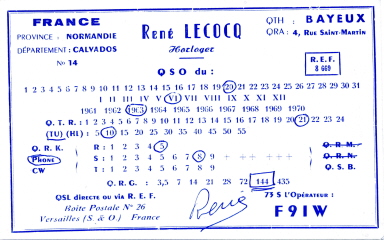 FRANCE
PROVINCE : NORMANDIE
DÉPARTEMENT : CALVADOS
No 14
René LECOCQ
Horloger
QTH : BAYEUX
QRA : 4, Rue Saint-Martin
R.E.F.
8 669
QSO du :
1 2 3 4 5 6 7 8 9 10 11 12 13 14 15 16 17 18 19 20 21 22 23 24 25 26 27 28 29 30 31
I II III IV V VI VII VIII IX X XI XII
1961 1962 1963 1964 1965 1966 1967 1968 1969 1970
Q. T. R. : 1 2 3 4 5 6 7 8 9 10 11 12 13 14 15 16 17 18 19 20 21 22 23 24
(TU) (HL) : 5 10 15 20 25 30 35 40 45 50 55
Q. R. K. R : 1 2 3 4 5 Q. R. M.
PHONE S : 1 2 3 4 5 6 7 8 9 + + + + + + Q. R. N.
CW T : 1 2 3 4 5 6 7 8 9 Q. S. B.
Q. R. G. : 3,5 7 14 21 28 72 144 435
QSL directe ou via R. E. F.
Boîte Postale No 26
Versailles (S. & O.) France
René
73 S l'Opérateur :
F9IW